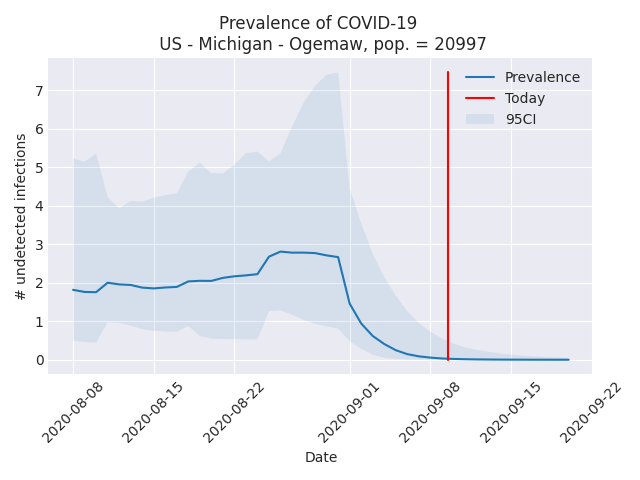 Prevalence of COVID-19
US - Michigan - Ogemaw, pop. = 20997
Prevalence
Today
95CI
7
6
5
4
3
2
1
0
# undetected infections
2020-08-08
2020-08-15
2020-08-22
2020-09-01
2020-09-08
2020-09-15
2020-09-22
Date